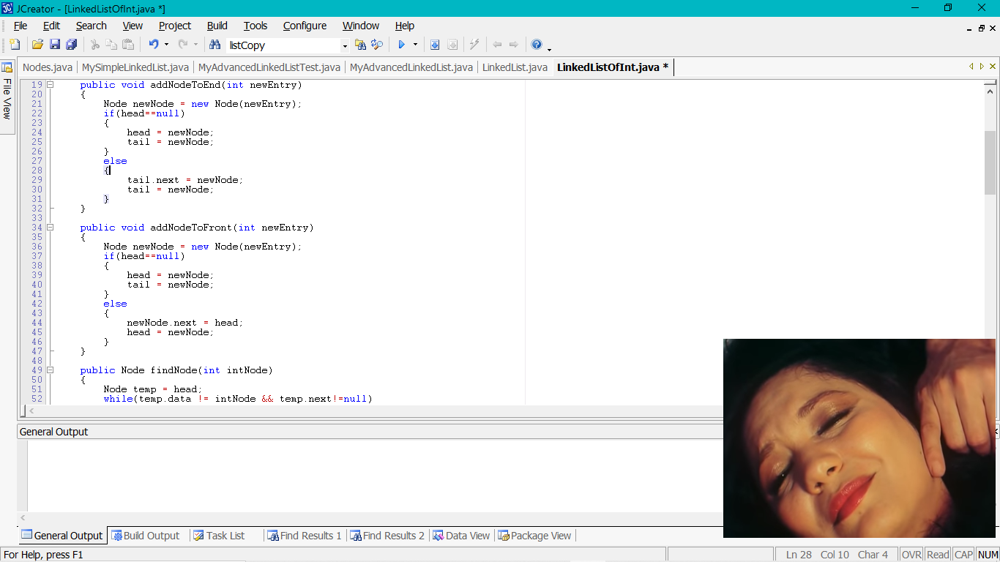 JCreator - [LinkedListOfInt.java *]
File Edit Search View Project Build Tools Configure Window Help
listCopy
Nodes.java MySimpleLinkedList.java MyAdvancedLinkedListTest.java MyAdvancedLinkedList.java LinkedList.java LinkedListOfInt.java *
File View
19 public void addNodeToEnd(int newEntry)
20 {
21 Node newNode = new Node(newEntry);
22 if(head==null)
23 {
24 head = newNode;
25 tail = newNode;
26 }
27 else
28 {
29 tail.next = newNode;
30 tail = newNode;
31 }
32 }
33
34 public void addNodeToFront(int newEntry)
35 {
36 Node newNode = new Node(newEntry);
37 if(head==null)
38 {
39 head = newNode;
40 tail = newNode;
41 }
42 else
43 {
44 newNode.next = head;
45 head = newNode;
46 }
47 }
48
49 public Node findNode(int intNode)
50 {
51 Node temp = head;
52 while(temp.data != intNode && temp.next!=null)
General Output
General Output Build Output Task List Find Results 1 Find Results 2 Data View Package View
For Help, press F1 Ln 28 Col 10 Char 4 OVR Read CAP NUM